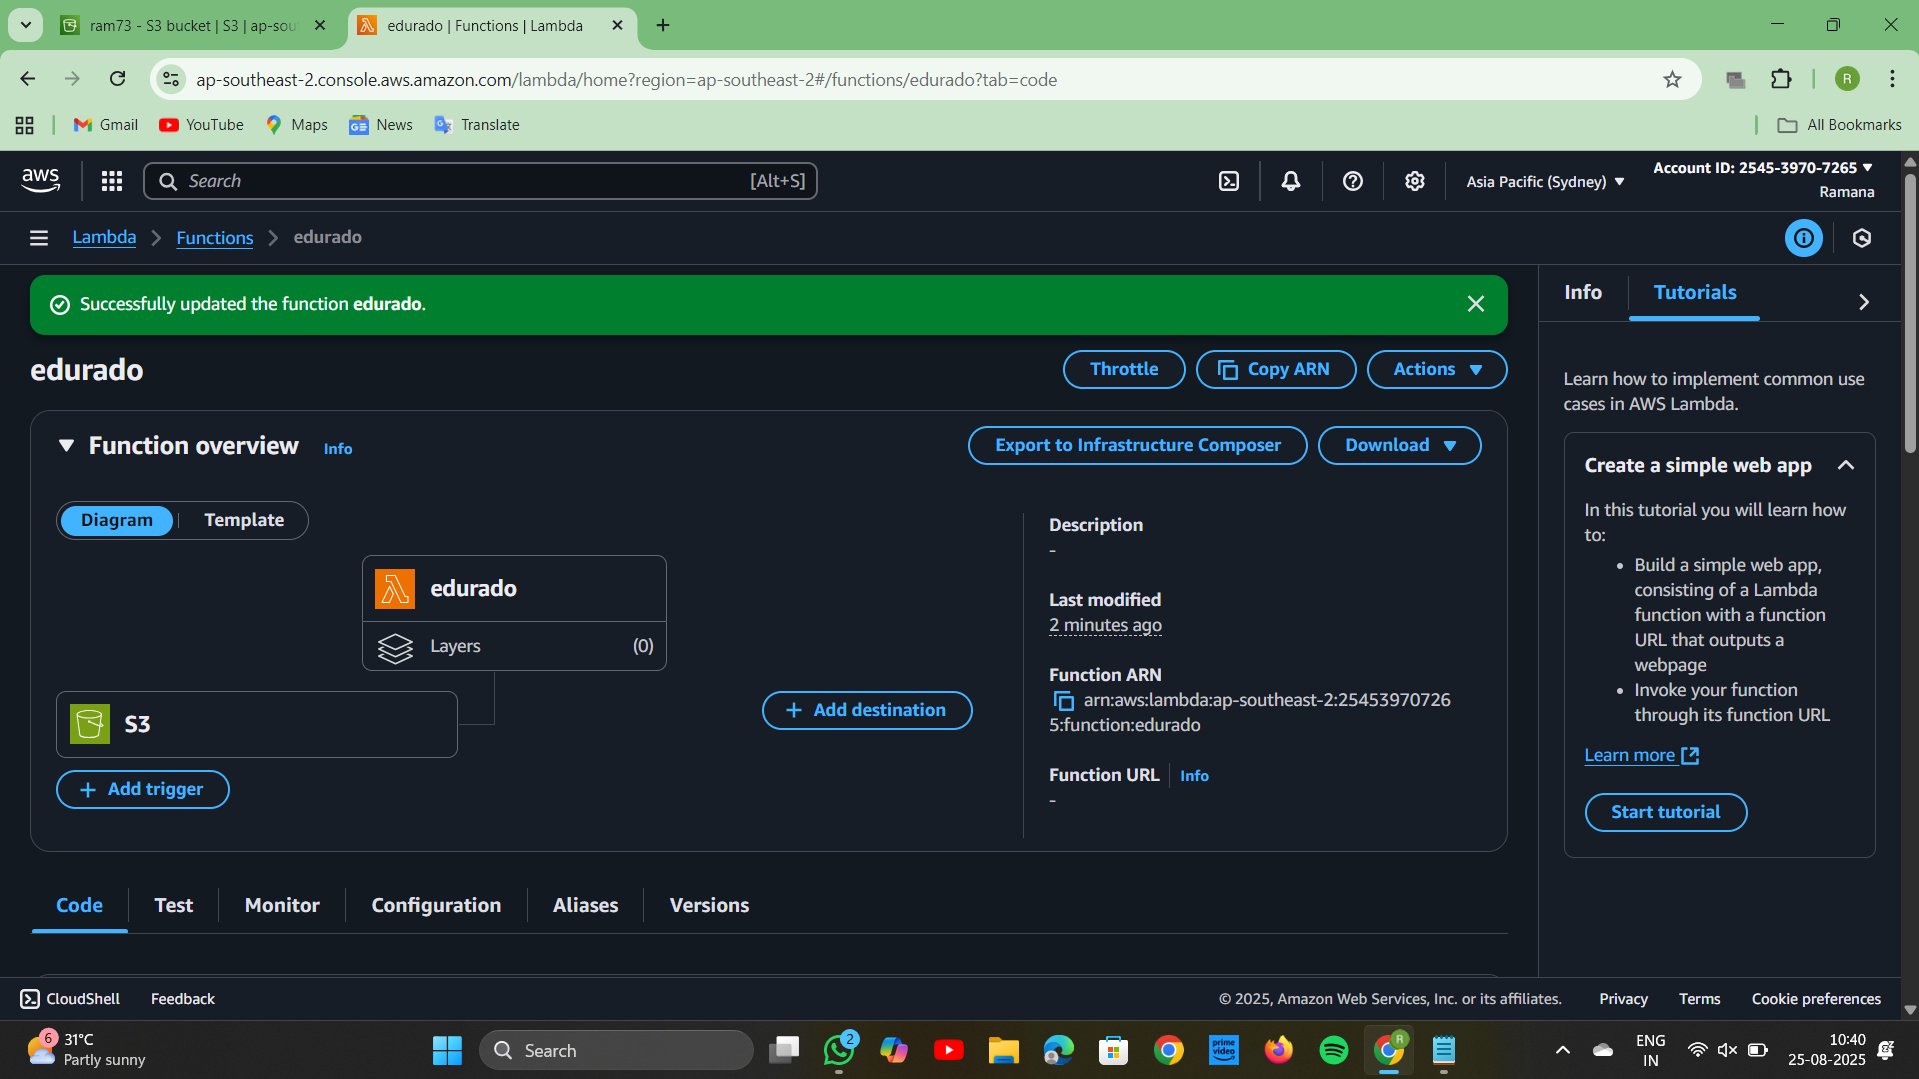 ram73 - S3 bucket | S3 | ap-sou
edurado | Functions | Lambda
ap-southeast-2.console.aws.amazon.com/lambda/home?region=ap-southeast-2#/functions/edurado?tab=code
R
Gmail
YouTube
Maps
News
Translate
All Bookmarks
aws
Search
[Alt+S]
Asia Pacific (Sydney)
Account ID: 2545-3970-7265
Ramana
Lambda
Functions
edurado
Successfully updated the function edurado.
Info
Tutorials
edurado
Throttle
Copy ARN
Actions
Learn how to implement common use
cases in AWS Lambda.
Function overview
Info
Export to Infrastructure Composer
Download
Create a simple web app
In this tutorial you will learn how
to:
• Build a simple web app,
consisting of a Lambda
function with a function
URL that outputs a
webpage
• Invoke your function
through its function URL
Learn more
Start tutorial
Diagram
Template
edurado
Layers
(0)
S3
Add trigger
Add destination
Description
-
Last modified
2 minutes ago
Function ARN
arn:aws:lambda:ap-southeast-2:25453970726
5:function:edurado
Function URL
Info
-
Code
Test
Monitor
Configuration
Aliases
Versions
CloudShell
Feedback
© 2025, Amazon Web Services, Inc. or its affiliates.
Privacy
Terms
Cookie preferences
6
31°C
Partly sunny
Search
2
prime
video
R
ENG
IN
10:40
25-08-2025